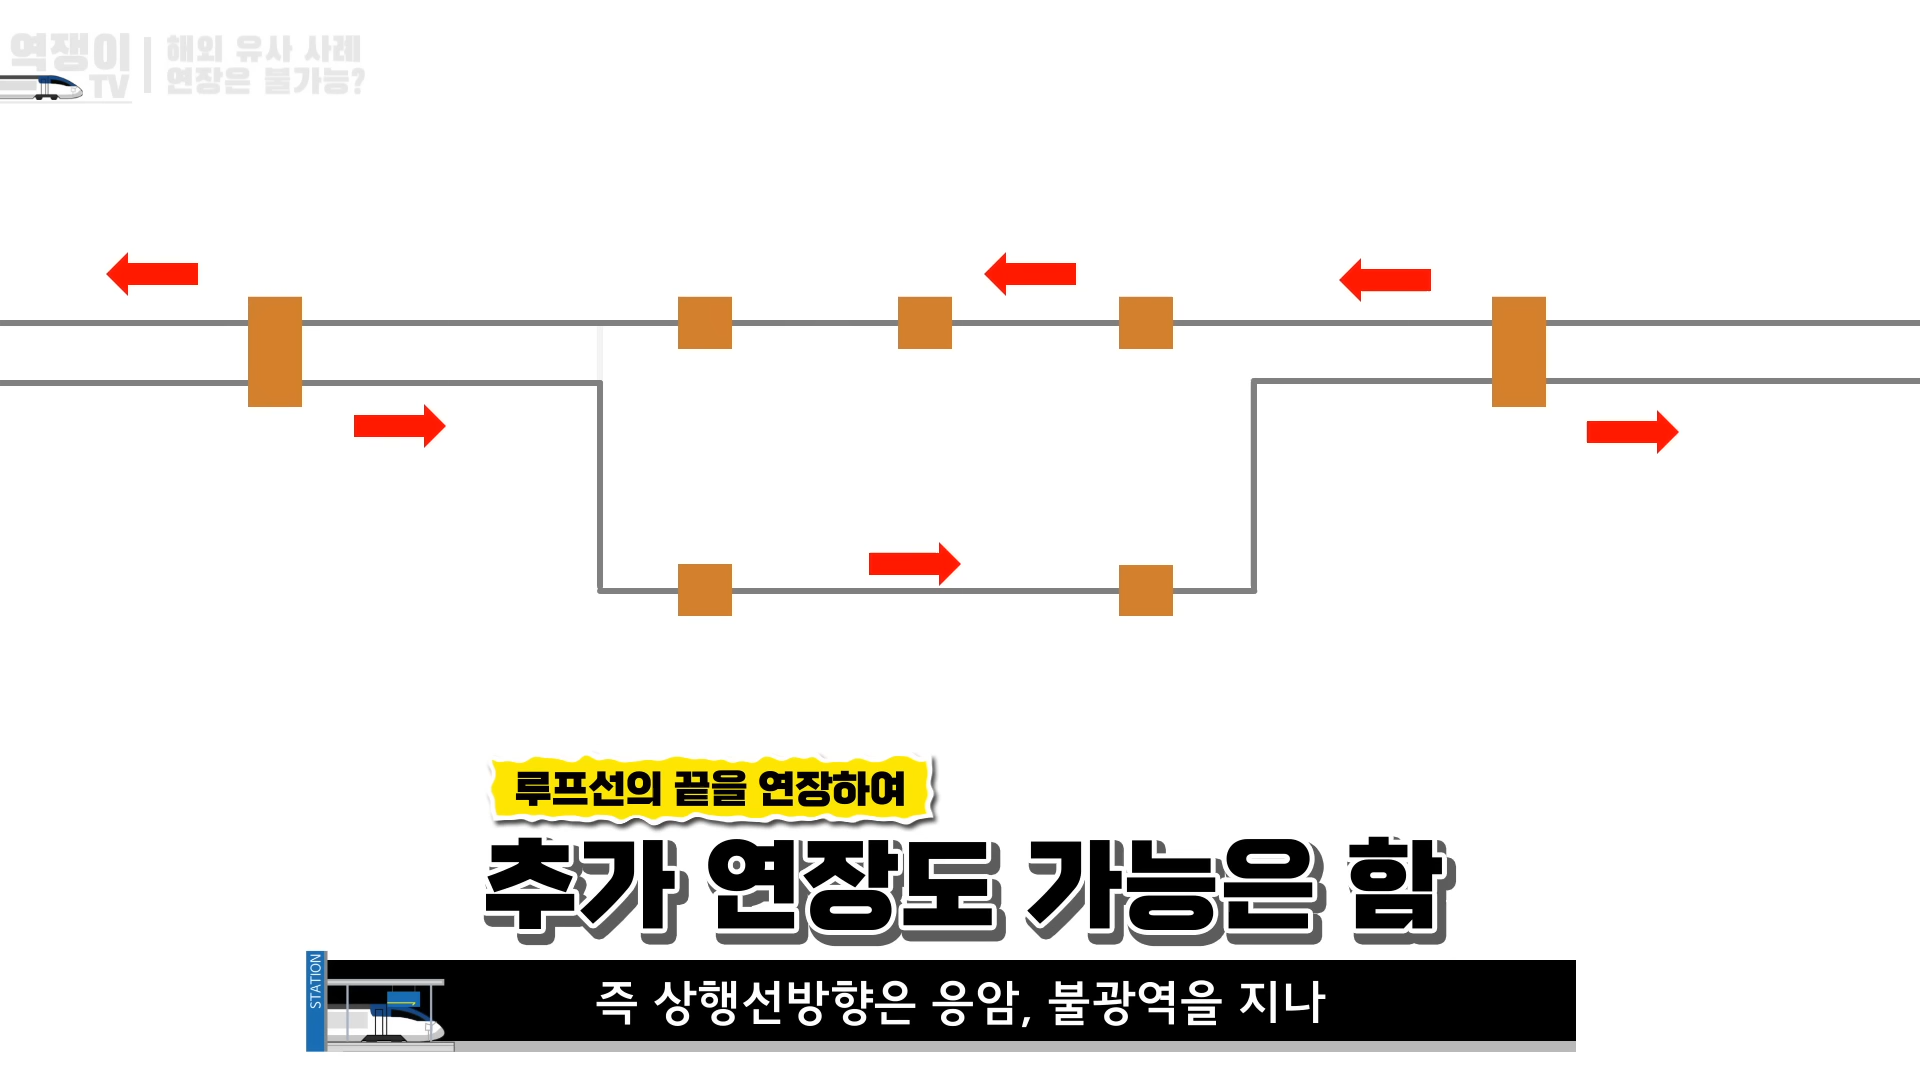 역쟁이
TV
해외 유사 사례
연장은 불가능?
루프선의 끝을 연장하여
추가 연장도 가능은 함
STATION
즉 상행선방향은 응암, 불광역을 지나